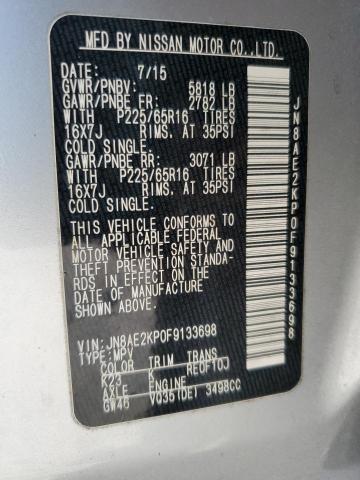 MFD BY NISSAN MOTOR CO.,LTD.
DATE: 7/15
GVWR/PNBV: 5818 LB
GAWR/PNBE FR: 2782 LB
WITH P225/65R16 TIRES
16X7J RIMS, AT 35PSI
COLD SINGLE.
GAWR/PNBE RR: 3071 LB
WITH P225/65R16 TIRES
16X7J RIMS, AT 35PSI
COLD SINGLE.
THIS VEHICLE CONFORMS TO
ALL APPLICABLE FEDERAL
MOTOR VEHICLE SAFETY AND
THEFT PREVENTION STANDA-
RDS IN EFFECT ON THE
DATE OF MANUFACTURE
SHOWN ABOVE.
VIN:JN8AE2KP0F9133698
TYPE:MPV
COLOR TRIM TRANS
K23 K RE0F10J
AXLE ENGINE
GW46 VQ35(DE) 3498CC
JN8AE2KP0F9133698